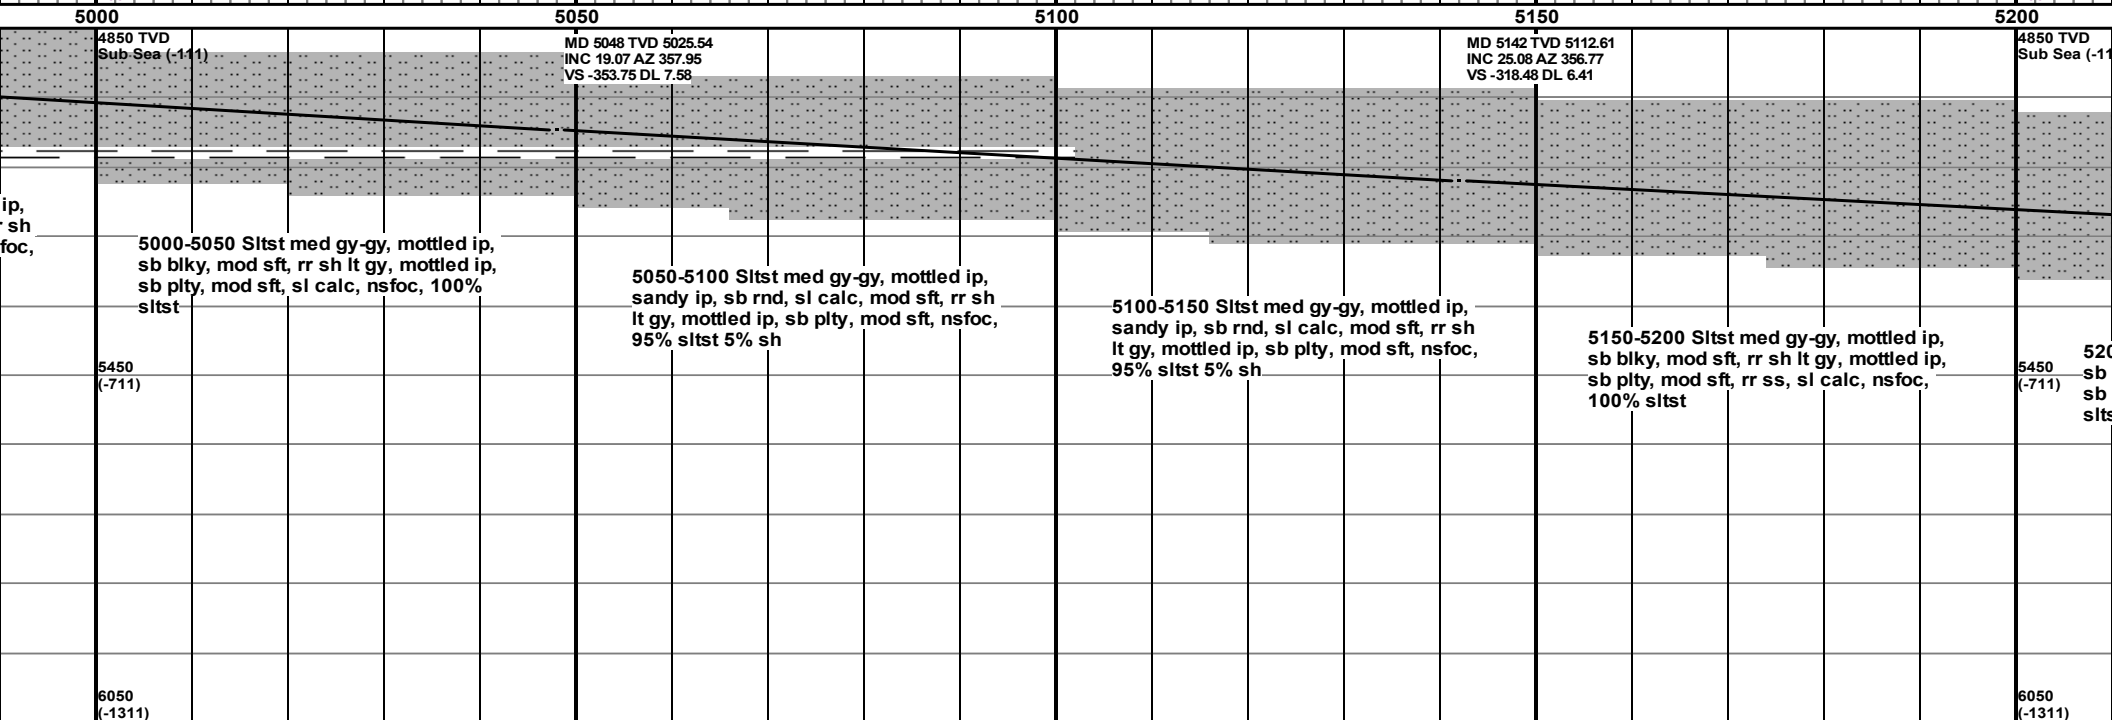 5000 5050 5100 5150 5200
4850 TVD
Sub Sea (-111)
MD 5048 TVD 5025.54
INC 19.07 AZ 357.95
VS -353.75 DL 7.58
MD 5142 TVD 5112.61
INC 25.08 AZ 356.77
VS -318.48 DL 6.41
4850 TVD
Sub Sea (-11
ip,
sh
foc,
5000-5050 Sltst med gy-gy, mottled ip,
sb blky, mod sft, rr sh lt gy, mottled ip,
sb plty, mod sft, sl calc, nsfoc, 100%
sltst
5050-5100 Sltst med gy-gy, mottled ip,
sandy ip, sb rnd, sl calc, mod sft, rr sh
lt gy, mottled ip, sb plty, mod sft, nsfoc,
95% sltst 5% sh
5100-5150 Sltst med gy-gy, mottled ip,
sandy ip, sb rnd, sl calc, mod sft, rr sh
lt gy, mottled ip, sb plty, mod sft, nsfoc,
95% sltst 5% sh
5150-5200 Sltst med gy-gy, mottled ip,
sb blky, mod sft, rr sh lt gy, mottled ip,
sb plty, mod sft, rr ss, sl calc, nsfoc,
100% sltst
520
sb
sb
slts
5450
(-711)
5450
(-711)
6050
(-1311)
6050
(-1311)